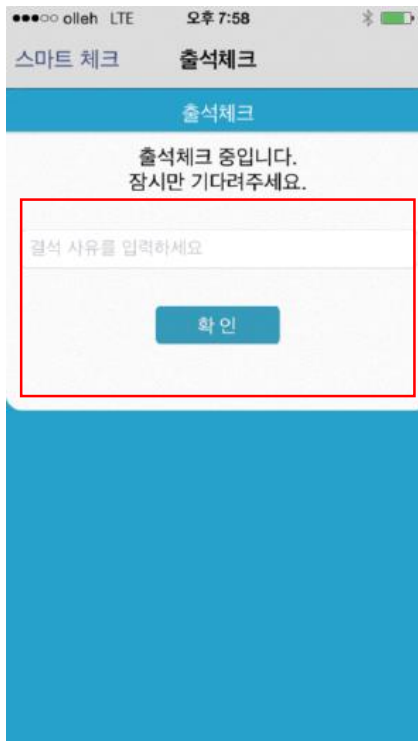 olleh LTE 오후 7:58
스마트 체크 출석체크
출석체크
출석체크 중입니다.
잠시만 기다려주세요.
결석 사유를 입력하세요
확 인